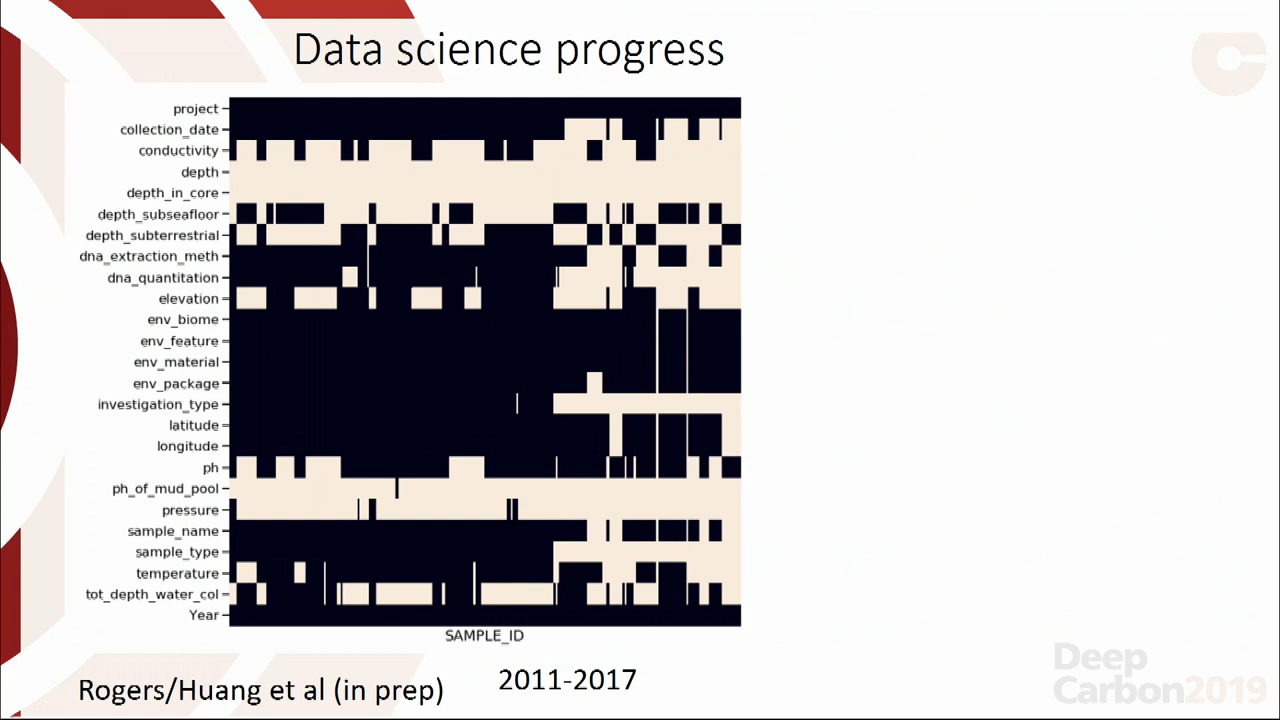 Data science progress
project
collection_date
conductivity
depth
depth_in_core
depth_subseafloor
depth_subterrestrial
dna_extraction_meth
dna_quantitation
elevation
env_biome
env_feature
env_material
env_package
investigation_type
latitude
longitude
ph
ph_of_mud_pool
pressure
sample_name
sample_type
temperature
tot_depth_water_col
Year
SAMPLE_ID
Rogers/Huang et al (in prep)
2011-2017
Deep
Carbon2019